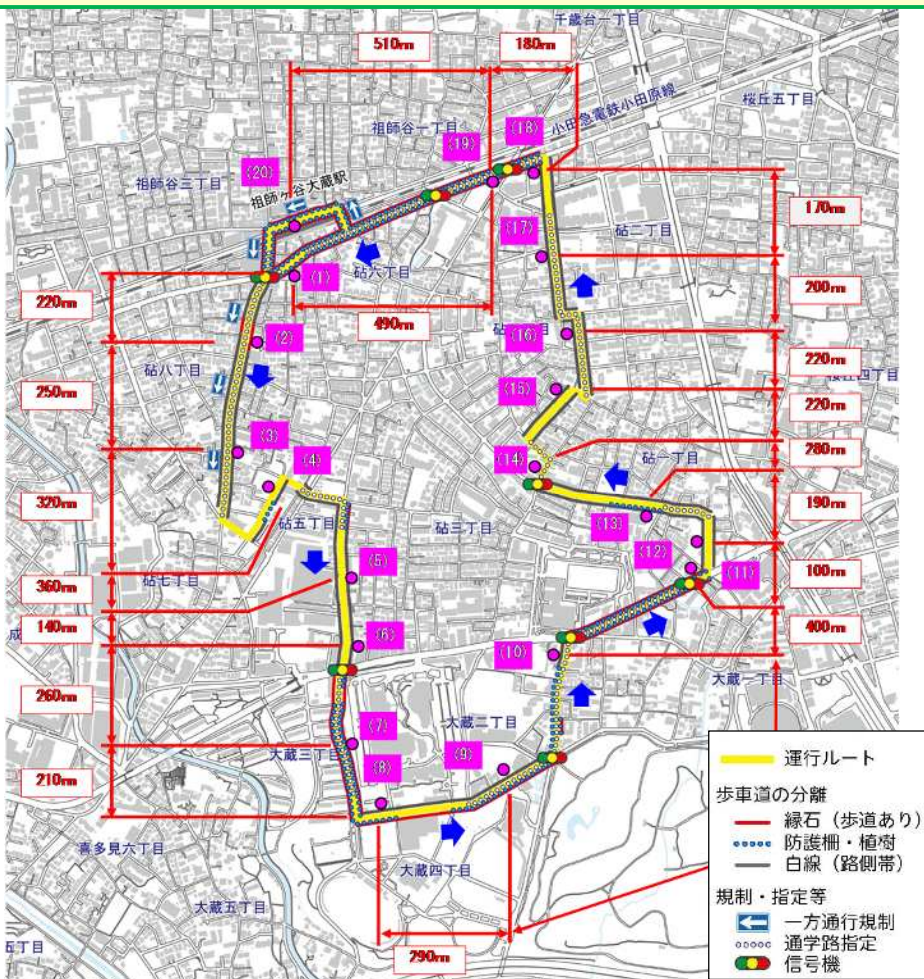 千歳台一丁目
510m
180m
桜丘五丁目
小田急電鉄小田原線
祖師谷一丁目
(18)
(19)
(20)
祖師谷三丁目
祖師ヶ谷大蔵駅
170m
(17)
砧二丁目
砧六丁目
(1)
200m
220m
490m
(2)
(16)
砧八丁目
220m
250m
桜丘四丁目
(15)
220m
(3)
(4)
(14)
砧一丁目
280m
320m
砧五丁目
砧三丁目
(13)
190m
(12)
砧七丁目
(5)
(11)
100m
360m
140m
(6)
400m
(10)
大蔵一丁目
260m
大蔵二丁目
(7)
大蔵三丁目
(8)
(9)
210m
喜多見六丁目
大蔵四丁目
大蔵五丁目
290m
運行ルート
歩車道の分離
縁石（歩道あり）
防護柵・植樹
白線（路側帯）
規制・指定等
一方通行規制
通学路指定
信号機